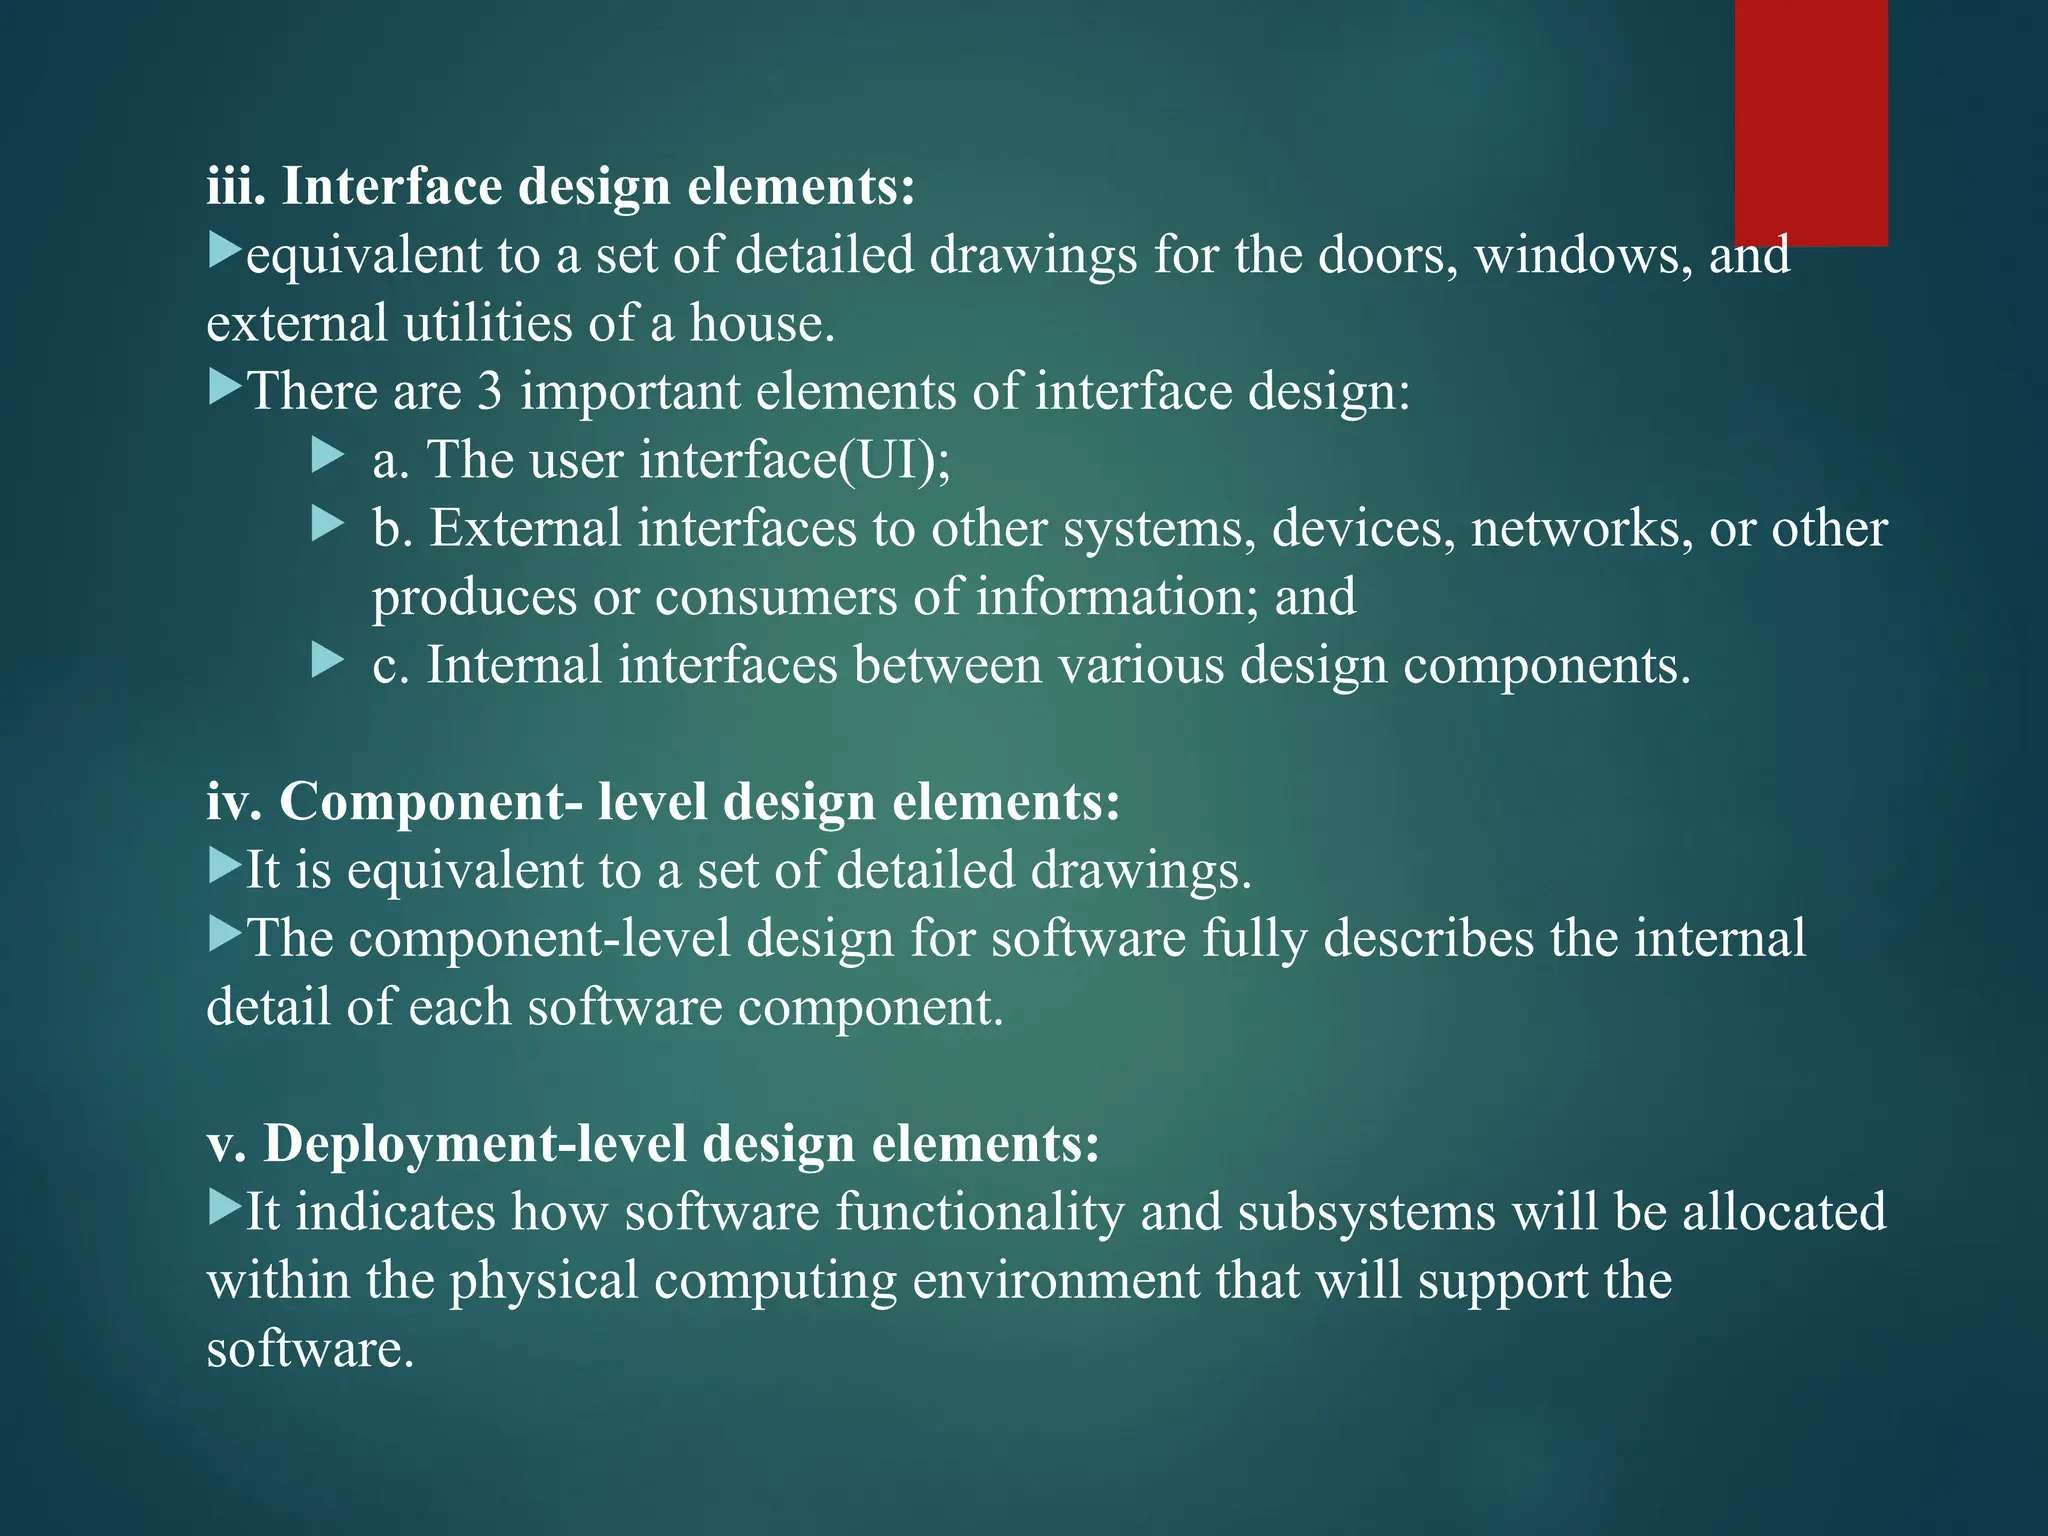 iii. Interface design elements:
equivalent to a set of detailed drawings for the doors, windows, and
external utilities of a house.
There are 3 important elements of interface design:
a. The user interface(UI);
b. External interfaces to other systems, devices, networks, or other
produces or consumers of information; and
c. Internal interfaces between various design components.
iv. Component- level design elements:
It is equivalent to a set of detailed drawings.
The component-level design for software fully describes the internal
detail of each software component.
v. Deployment-level design elements:
It indicates how software functionality and subsystems will be allocated
within the physical computing environment that will support the
software.